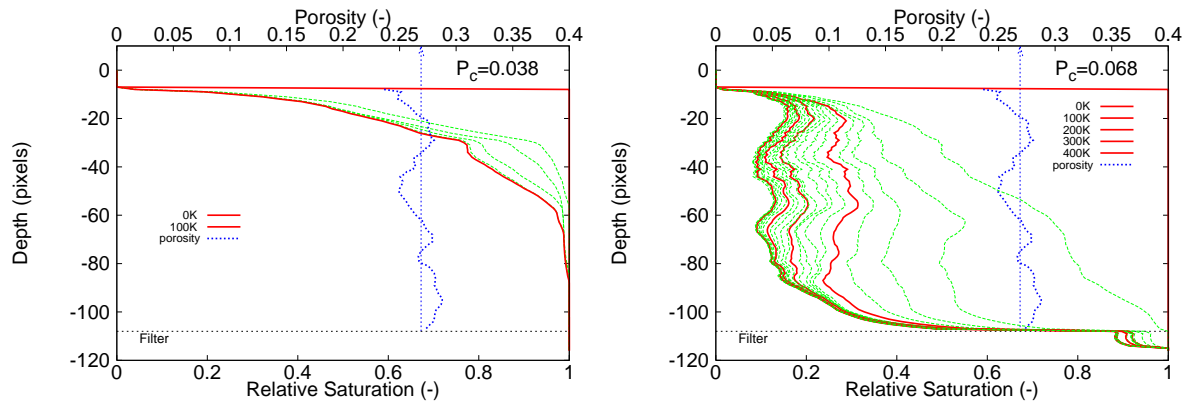 Porosity (-)
0 0.05 0.1 0.15 0.2 0.25 0.3 0.35 0.4
P_c=0.038
Depth (pixels)
0
-20
-40
-60
-80
-100
-120
0K
100K
porosity
Filter
0 0.2 0.4 0.6 0.8 1
Relative Saturation (-)
Porosity (-)
0 0.05 0.1 0.15 0.2 0.25 0.3 0.35 0.4
P_c=0.068
Depth (pixels)
0
-20
-40
-60
-80
-100
-120
0K
100K
200K
300K
400K
porosity
Filter
0 0.2 0.4 0.6 0.8 1
Relative Saturation (-)